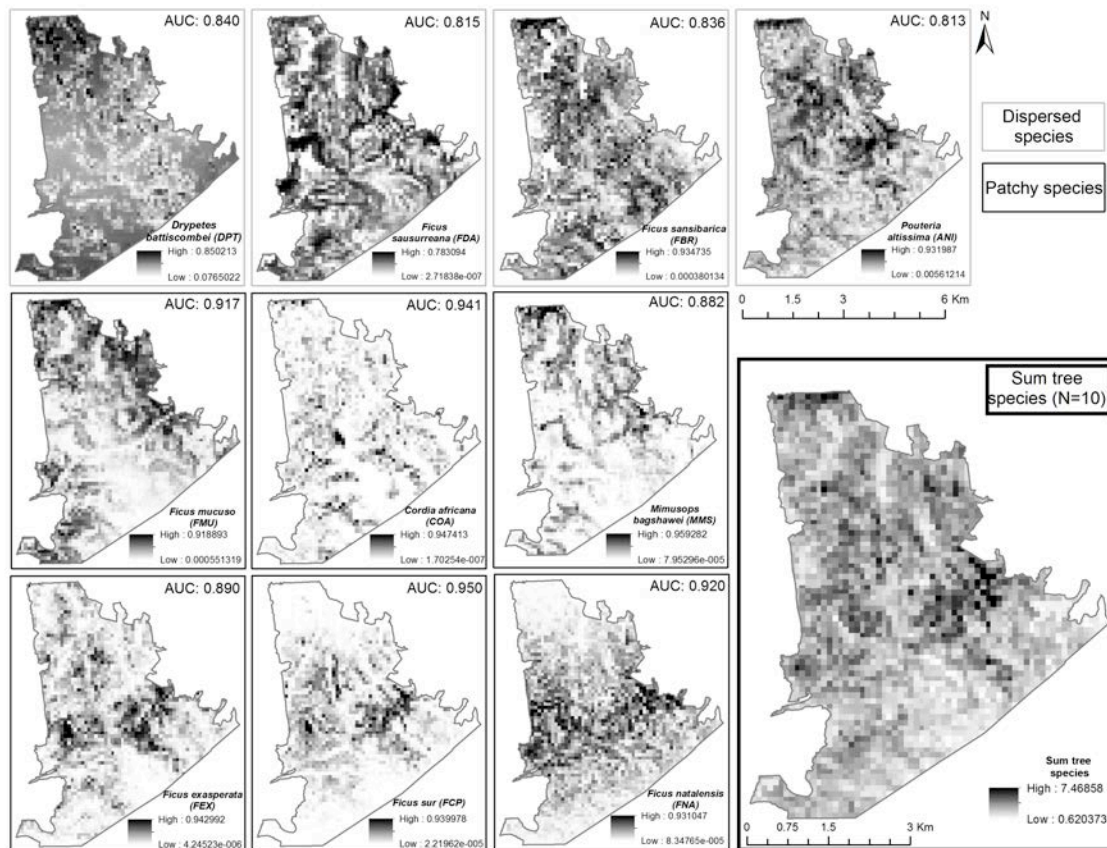 AUC: 0.840
Drypetes
battiscombei (DPT)
High : 0.850213
Low : 0.0765022
AUC: 0.815
Ficus
sausureana (FDA)
High : 0.783094
Low : 2.71838e-007
AUC: 0.836
Ficus sansibarica
(FBR)
High : 0.934735
Low : 0.000380134
AUC: 0.813
Pouteria
altissima (ANI)
High : 0.931987
Low : 0.00561214
0 1.5 3 6 Km
N
Dispersed
species
Patchy species
AUC: 0.917
Ficus mucuso (FMU)
High : 0.918893
Low : 0.000551319
AUC: 0.941
Cordia africana
(COA)
High : 0.947413
Low : 1.70254e-007
AUC: 0.882
Mimusops
bagshawei (MMS)
High : 0.959282
Low : 7.95296e-005
AUC: 0.890
Ficus exasperata
(FEX)
High : 0.942992
Low : 4.24523e-006
AUC: 0.950
Ficus sur (FCP)
High : 0.939978
Low : 2.21962e-005
AUC: 0.920
Ficus natalensis
(FNA)
High : 0.931047
Low : 8.34765e-005
Sum tree
species (N=10)
Sum tree
species
High : 7.46858
Low : 0.620373
0 0.75 1.5 3 Km